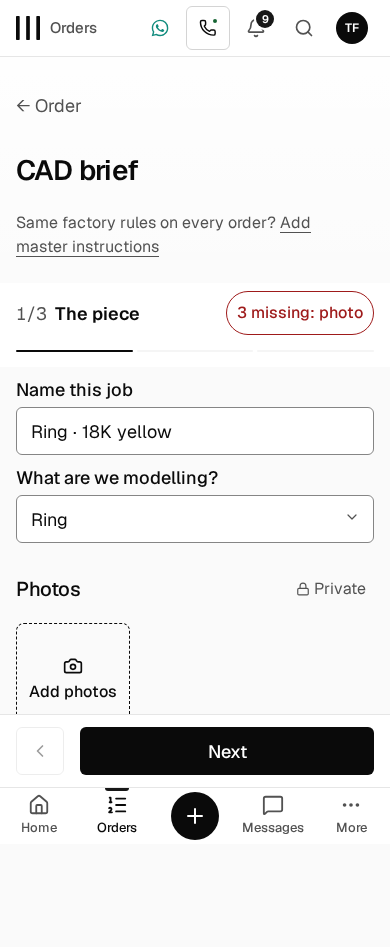 Orders
9
TF
← Order
CAD brief
Same factory rules on every order? Add
master instructions
1/3 The piece
3 missing: photo
Name this job
Ring · 18K yellow
What are we modelling?
Ring
Photos
Private
Add photos
Next
Home
Orders
Messages
More